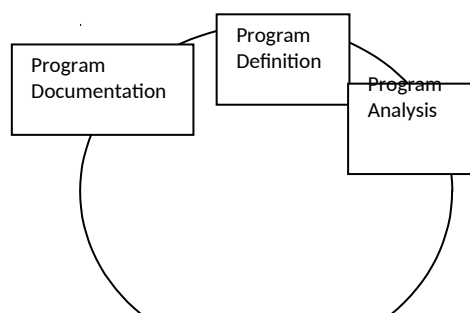 Program
Documentation
Program
Definition
Program
Analysis